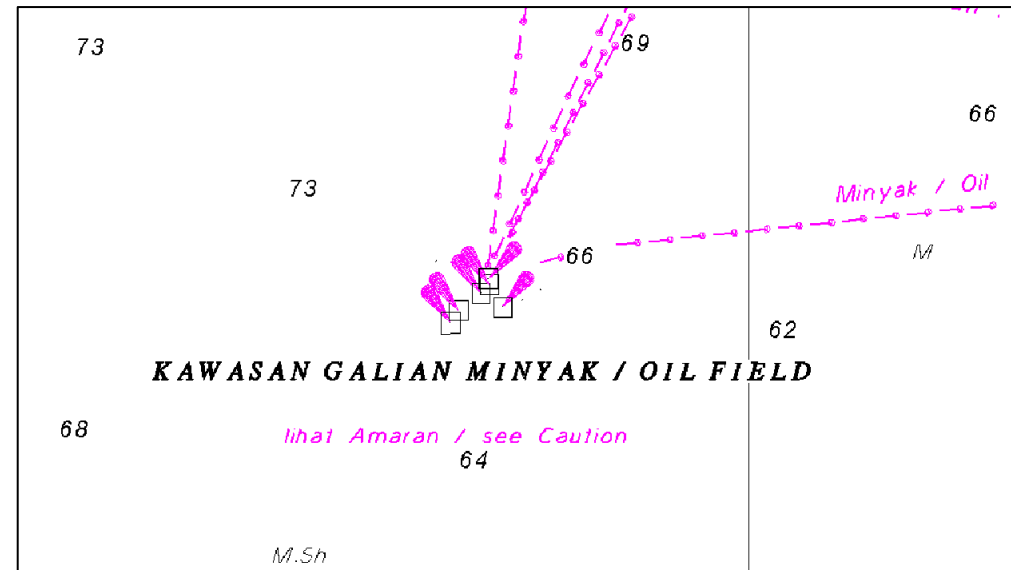 73
69
66
73
Minyak / Oil
M
66
62
KAWASAN GALIAN MINYAK / OIL FIELD
68
lihat Amaran / see Caution
64
M.Sh